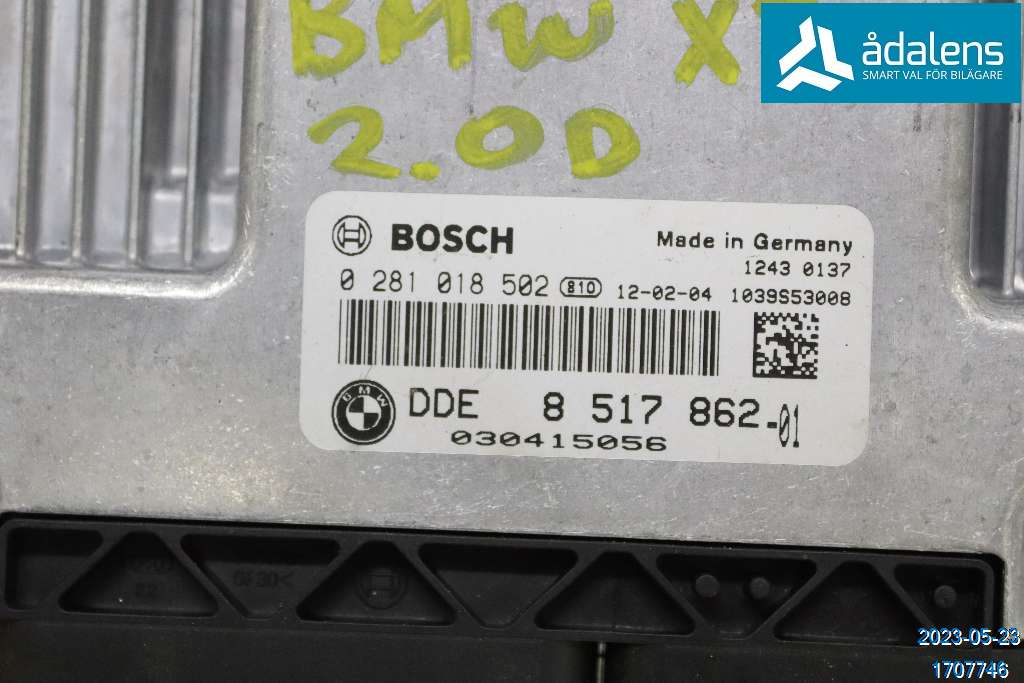 BMW X
2.0D
ådalens
SMART VAL FÖR BILÄGARE
BOSCH
Made in Germany
1243 0137
0 281 018 502 810 12-02-04 1039S53008
BMW
DDE 8 517 862-01
030415056
2023-05-23
1707746